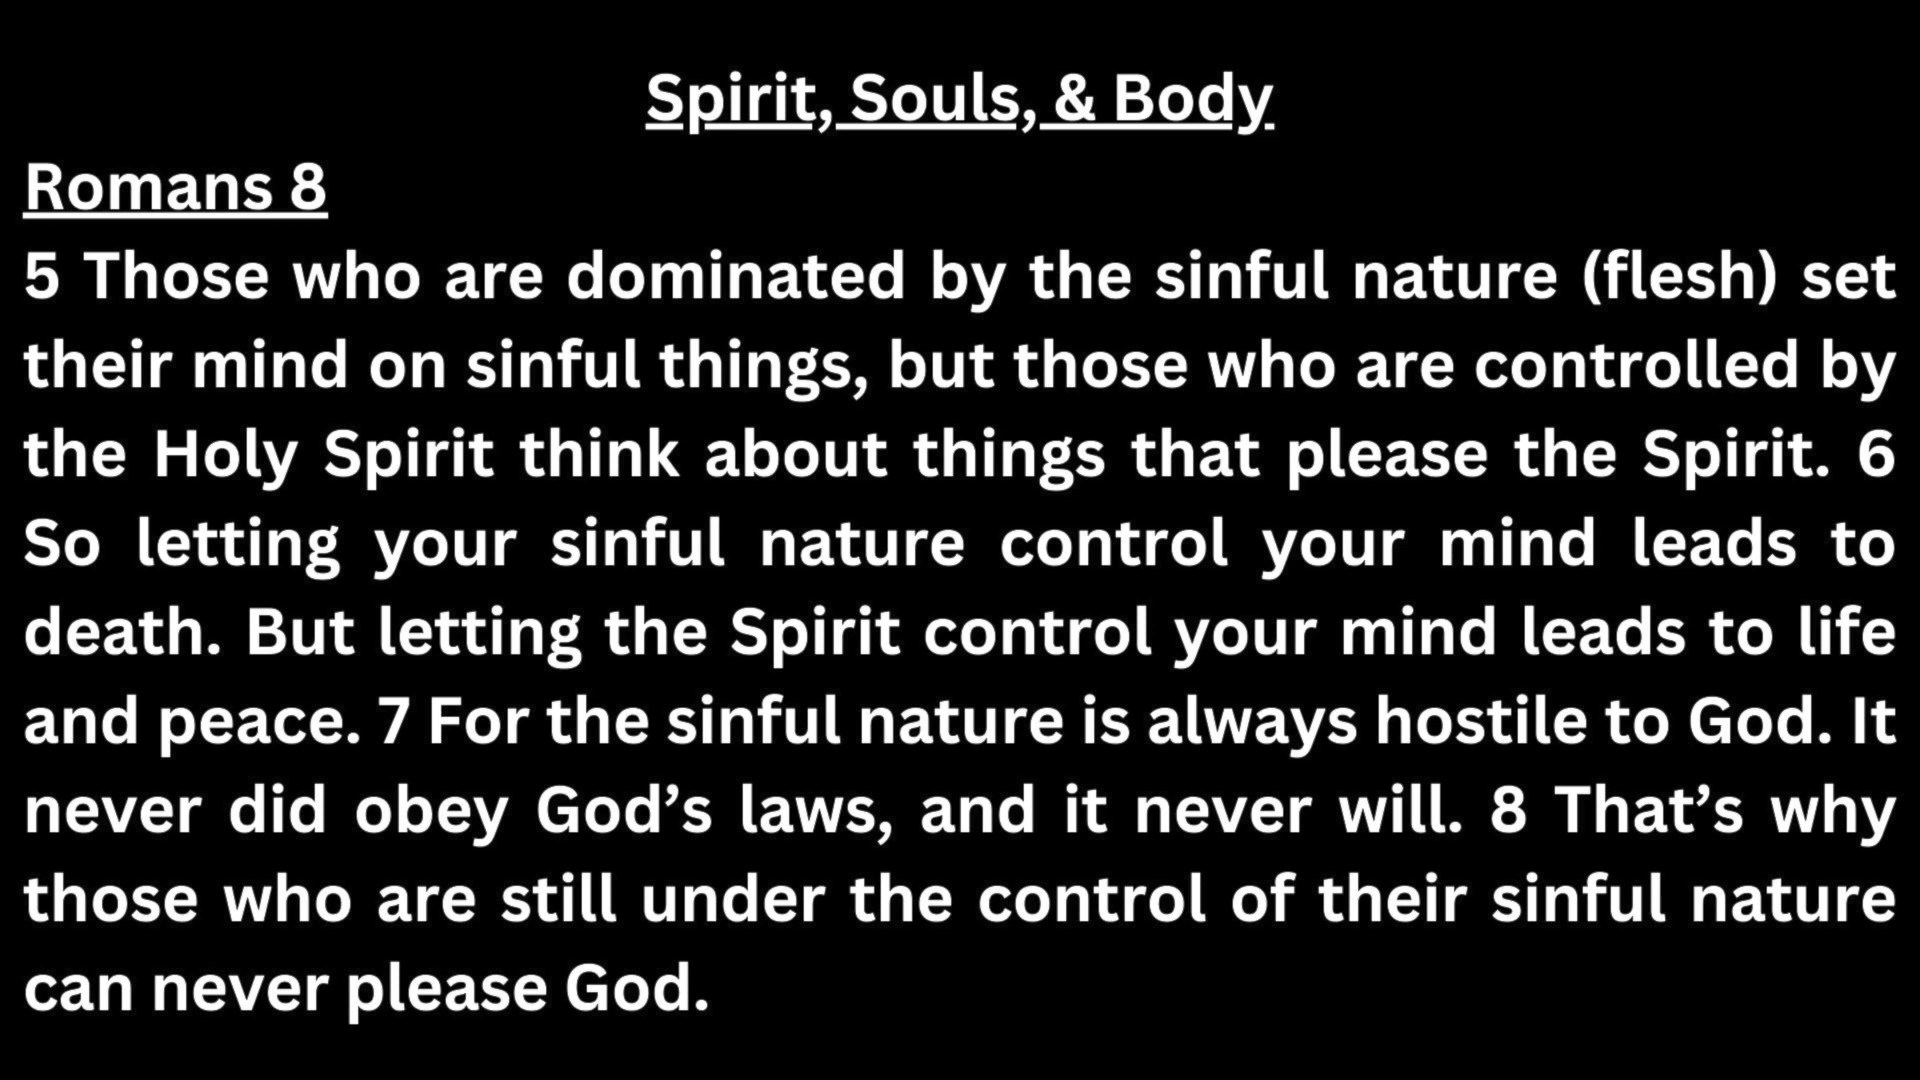 Spirit, Souls, & Body
Romans 8
5 Those who are dominated by the sinful nature (flesh) set
their mind on sinful things, but those who are controlled by
the Holy Spirit think about things that please the Spirit. 6
So letting your sinful nature control your mind leads to
death. But letting the Spirit control your mind leads to life
and peace. 7 For the sinful nature is always hostile to God. It
never did obey God’s laws, and it never will. 8 That’s why
those who are still under the control of their sinful nature
can never please God.